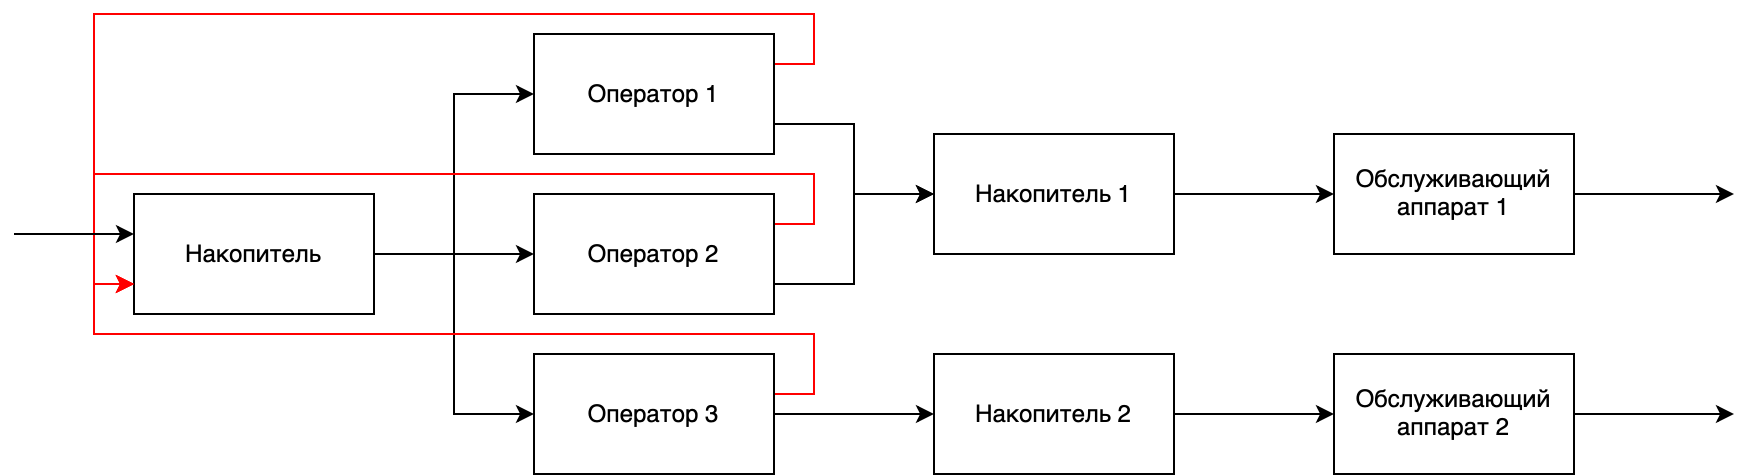 Оператор 1
Накопитель
Оператор 2
Накопитель 1
Обслуживающий
аппарат 1
Оператор 3
Накопитель 2
Обслуживающий
аппарат 2